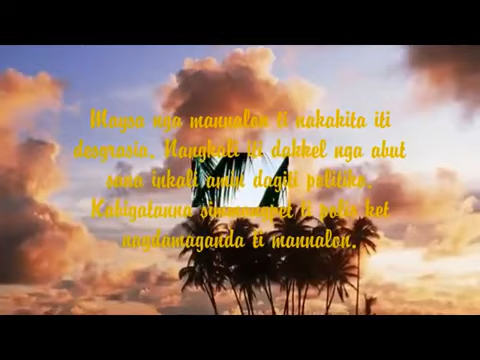 Maysa nga mannalon ti nakakita iti
desgrasia. Nangkali iti dakkel nga abut
sana inkali amin dagiti politiko.
Kabigatanna simmungpet ti polis ket
nagdamaganda ti mannalon.